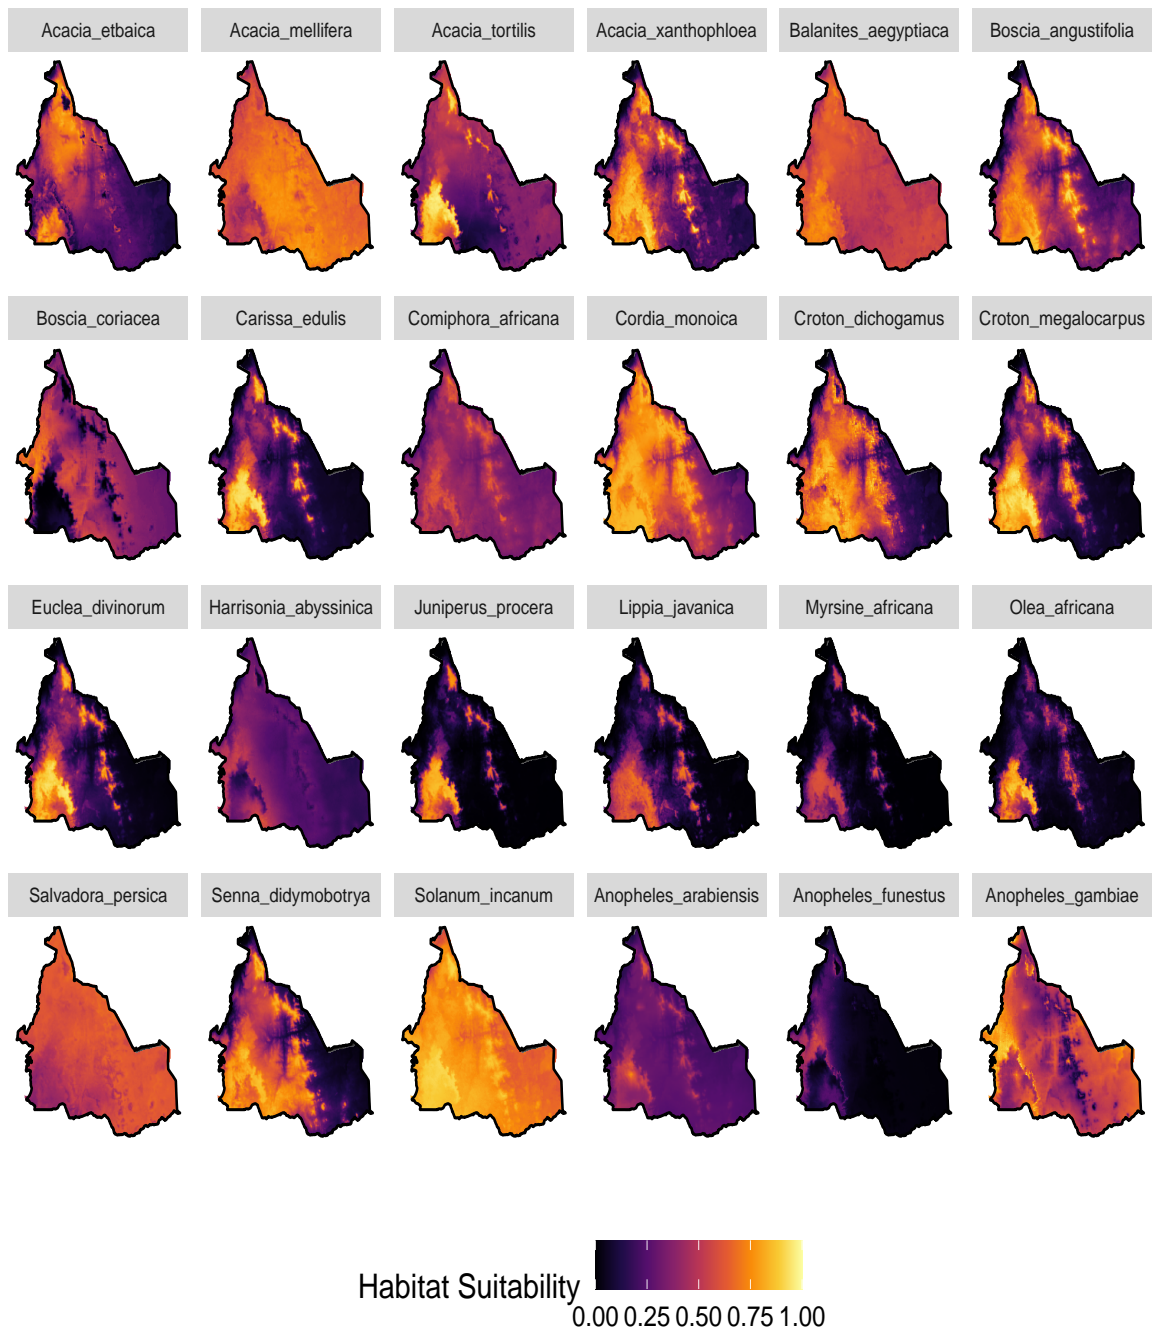 Acacia_etbaica Acacia_mellifera Acacia_tortilis Acacia_xanthophloea Balanites_aegyptiaca Boscia_angustifolia
Boscia_coriacea Carissa_edulis Comiphora_africana Cordia_monoica Croton_dichogamus Croton_megalocarpus
Euclea_divinorum Harrisonia_abyssinica Juniperus_procera Lippia_javanica Myrsine_africana Olea_africana
Salvadora_persica Senna_didymobotrya Solanum_incanum Anopheles_arabiensis Anopheles_funestus Anopheles_gambiae
Habitat Suitability
0.00 0.25 0.50 0.75 1.00